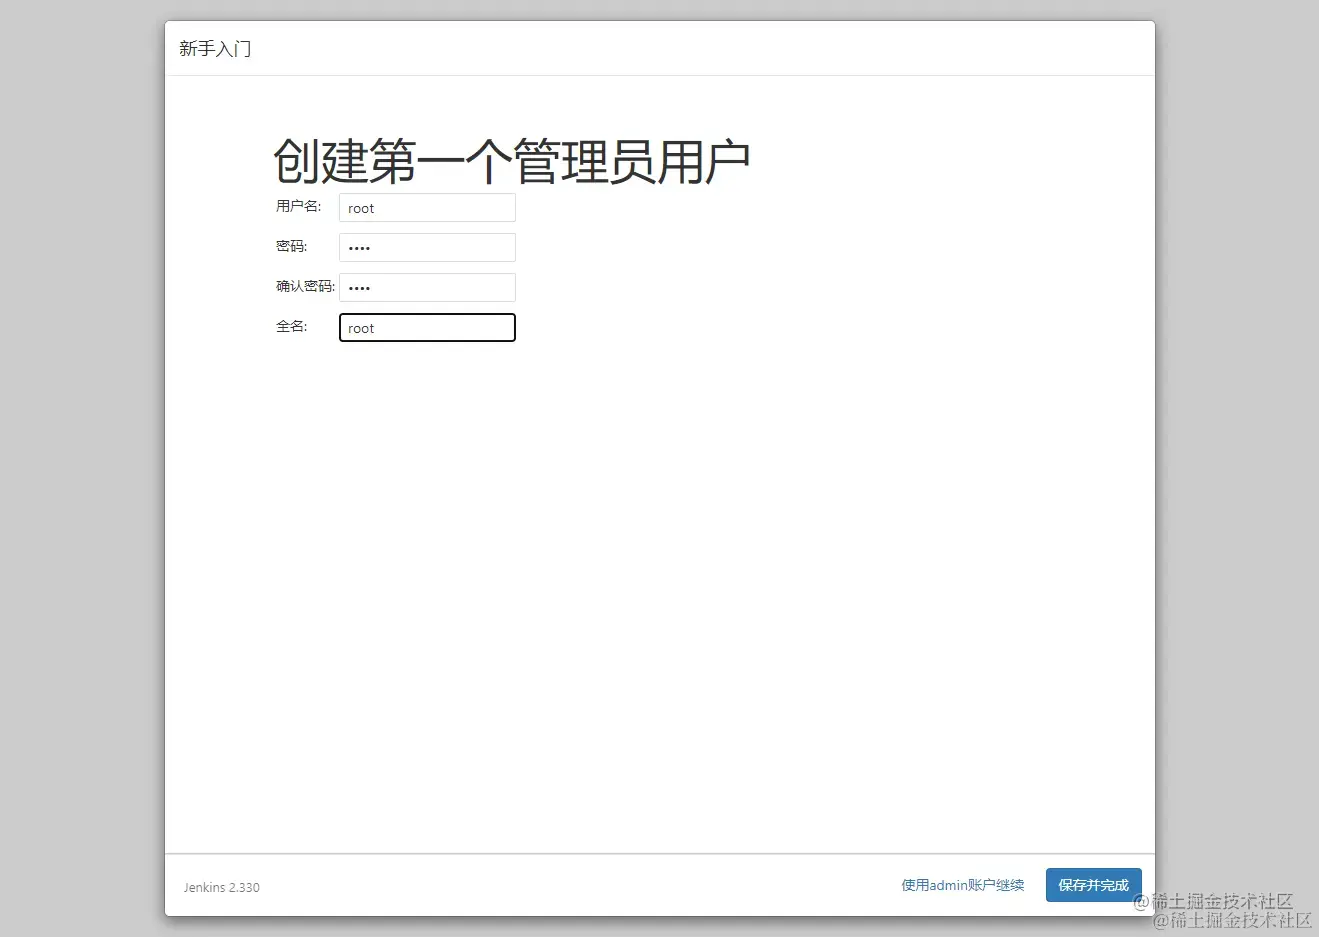 新手入门
创建第一个管理员用户
用户名: root
密码: ••••
确认密码: ••••
全名: root
Jenkins 2.330 使用admin账户继续 保存并完成
@稀土掘金技术社区
@稀土掘金技术社区